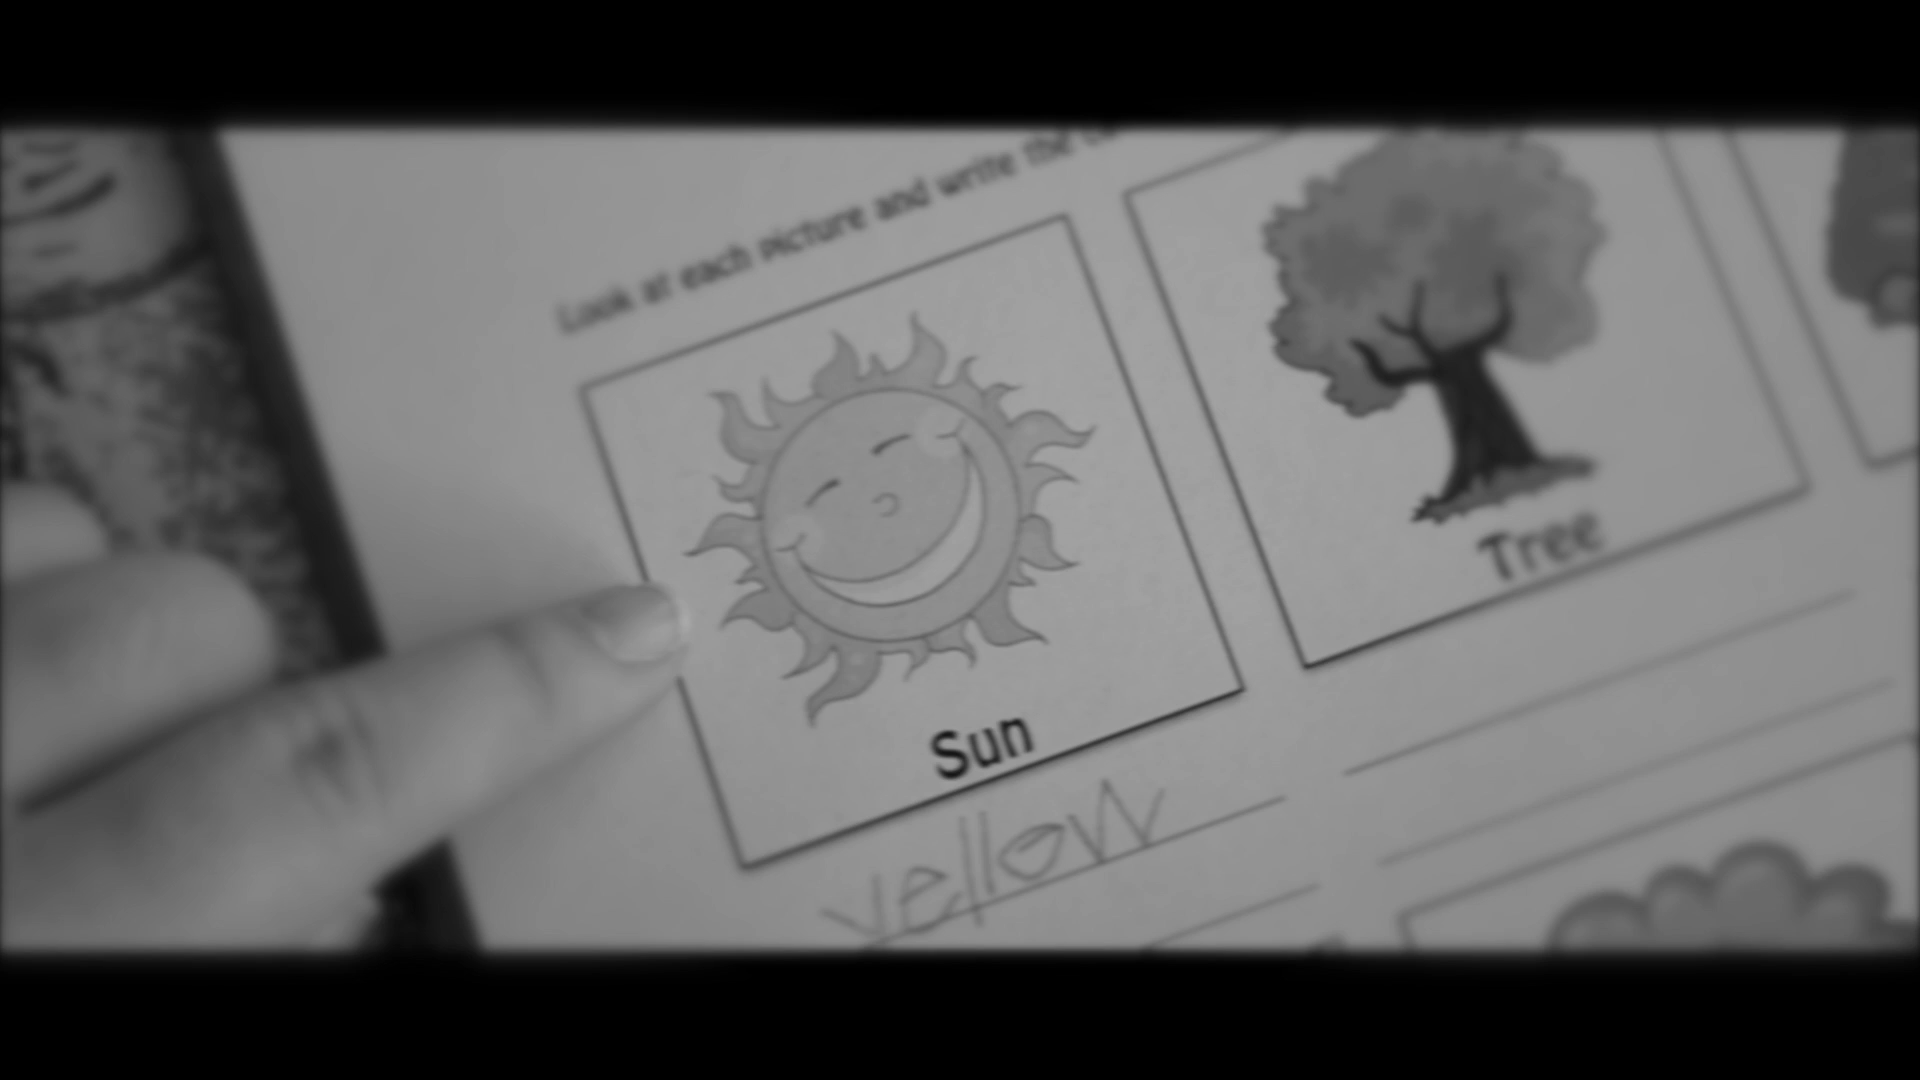 Look at each picture and write the
Sun
Tree
yellow